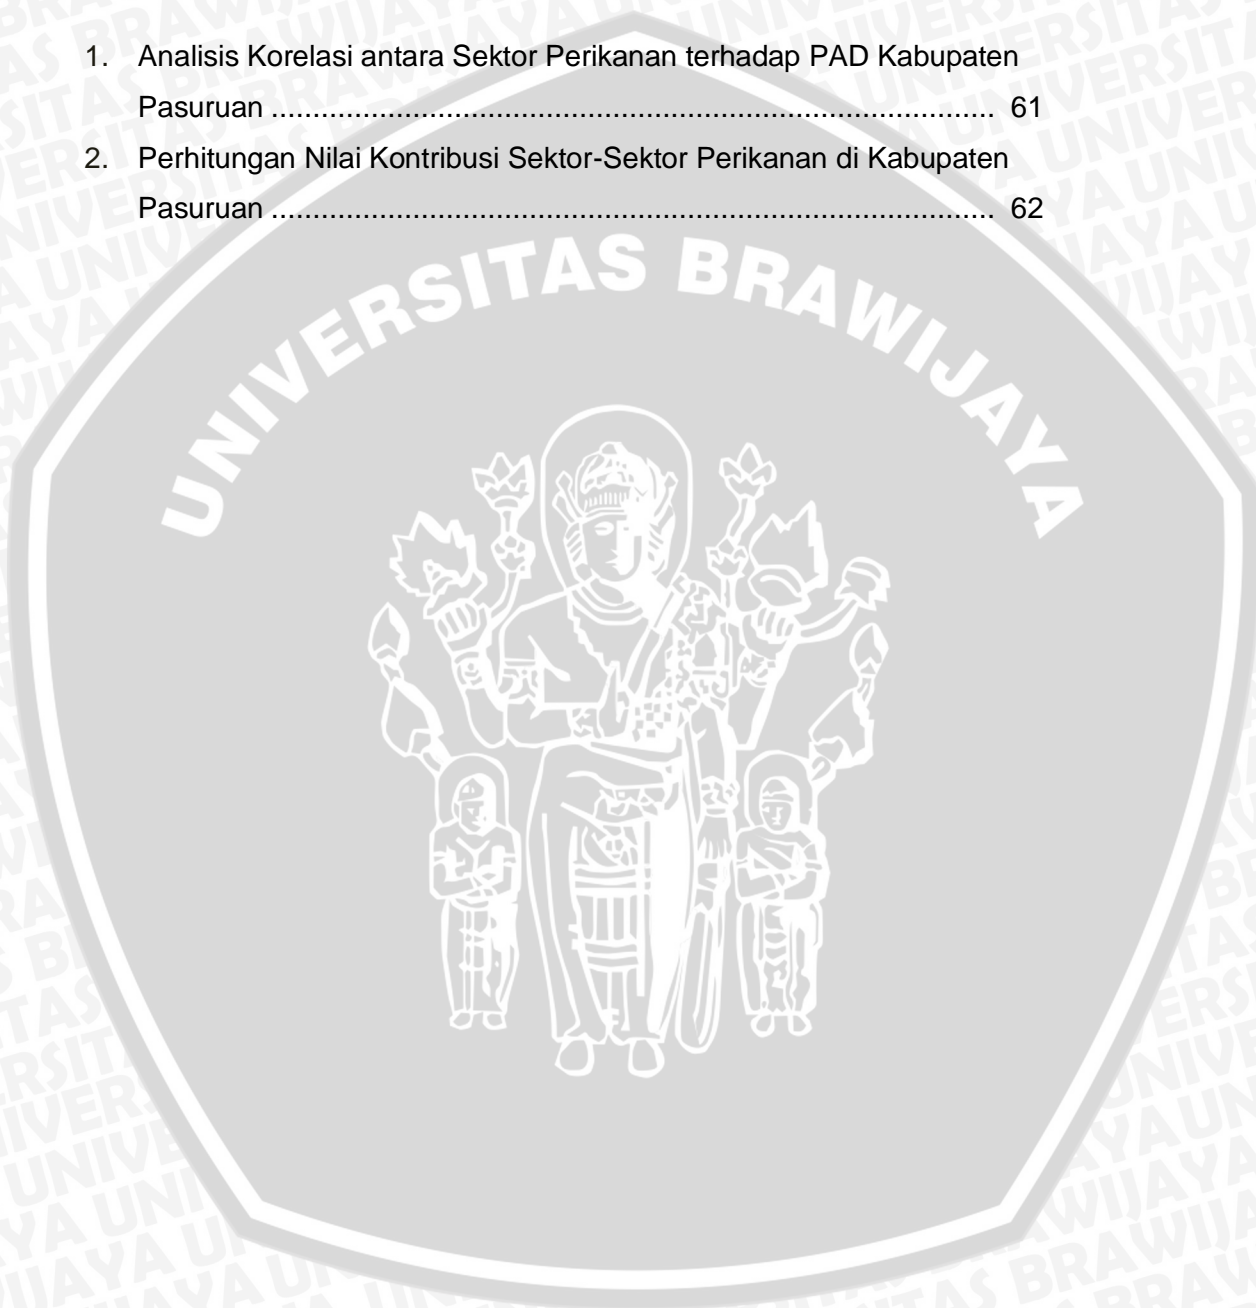 1. Analisis Korelasi antara Sektor Perikanan terhadap PAD Kabupaten
Pasuruan ....................................................................................... 61
2. Perhitungan Nilai Kontribusi Sektor-Sektor Perikanan di Kabupaten
Pasuruan ....................................................................................... 62
UNIVERSITAS BRAWIJAYA